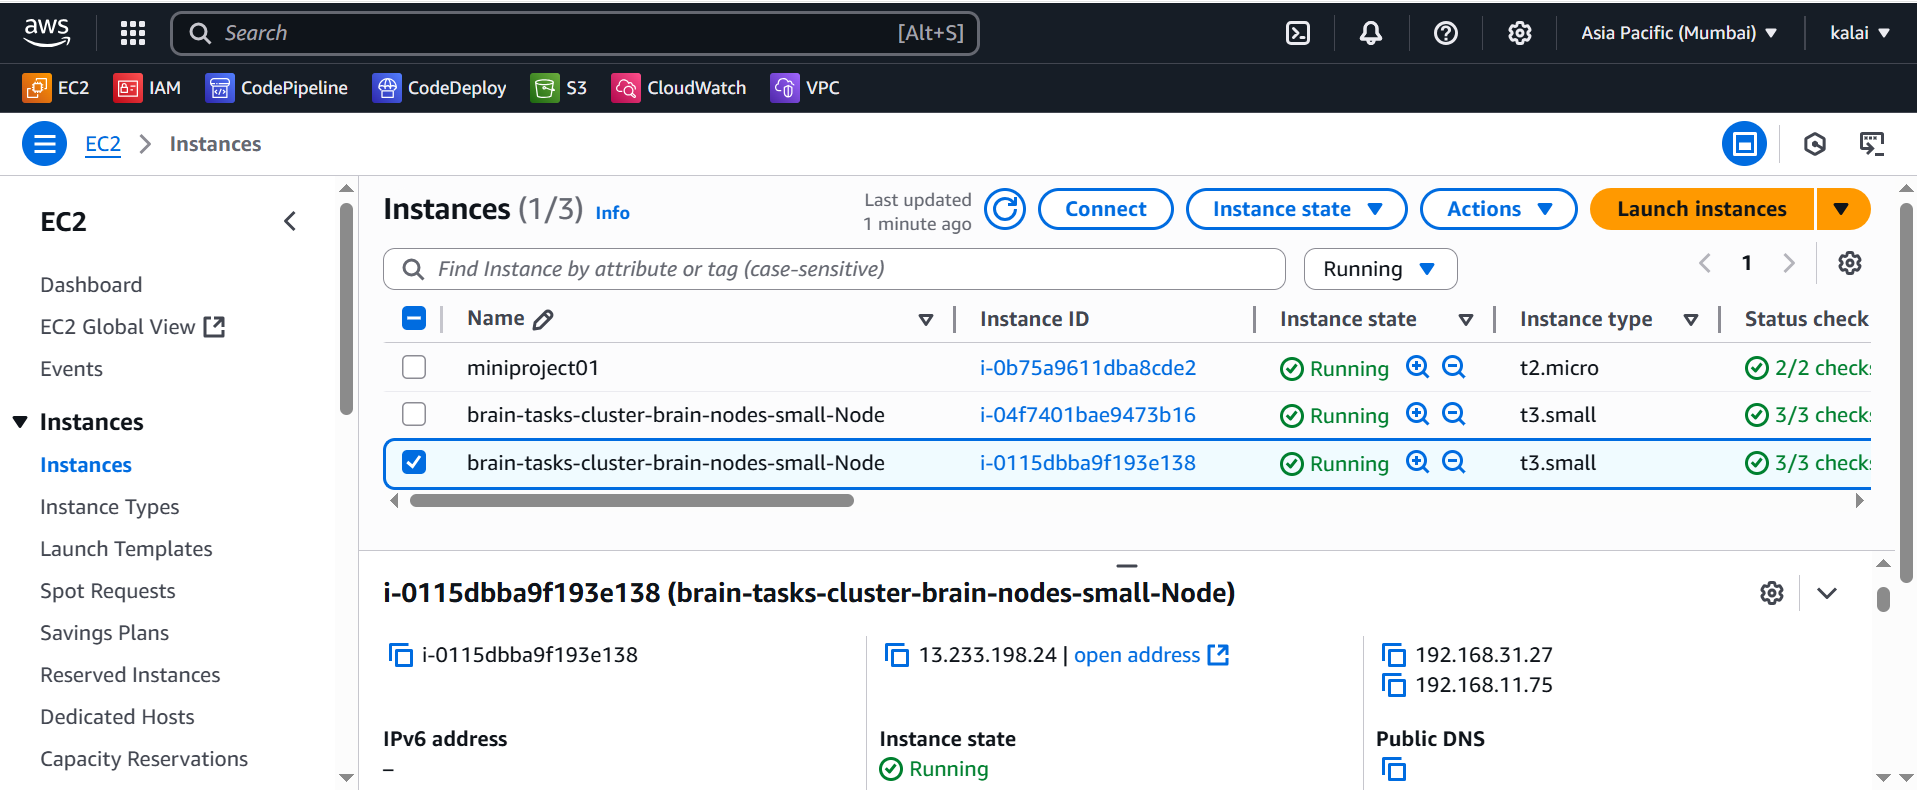 aws
Search [Alt+S]
Asia Pacific (Mumbai) kalai
EC2 IAM CodePipeline CodeDeploy S3 CloudWatch VPC
EC2 Instances
EC2
Dashboard
EC2 Global View
Events
Instances
Instances
Instance Types
Launch Templates
Spot Requests
Savings Plans
Reserved Instances
Dedicated Hosts
Capacity Reservations
Instances (1/3) Info
Last updated
1 minute ago
Connect Instance state Actions Launch instances
Find Instance by attribute or tag (case-sensitive) Running 1
Name Instance ID Instance state Instance type Status check
miniproject01 i-0b75a9611dba8cde2 Running t2.micro 2/2 checks
brain-tasks-cluster-brain-nodes-small-Node i-04f7401bae9473b16 Running t3.small 3/3 checks
brain-tasks-cluster-brain-nodes-small-Node i-0115dbba9f193e138 Running t3.small 3/3 checks
i-0115dbba9f193e138 (brain-tasks-cluster-brain-nodes-small-Node)
i-0115dbba9f193e138 13.233.198.24 | open address 192.168.31.27
192.168.11.75
IPv6 address Instance state Public DNS
– Running